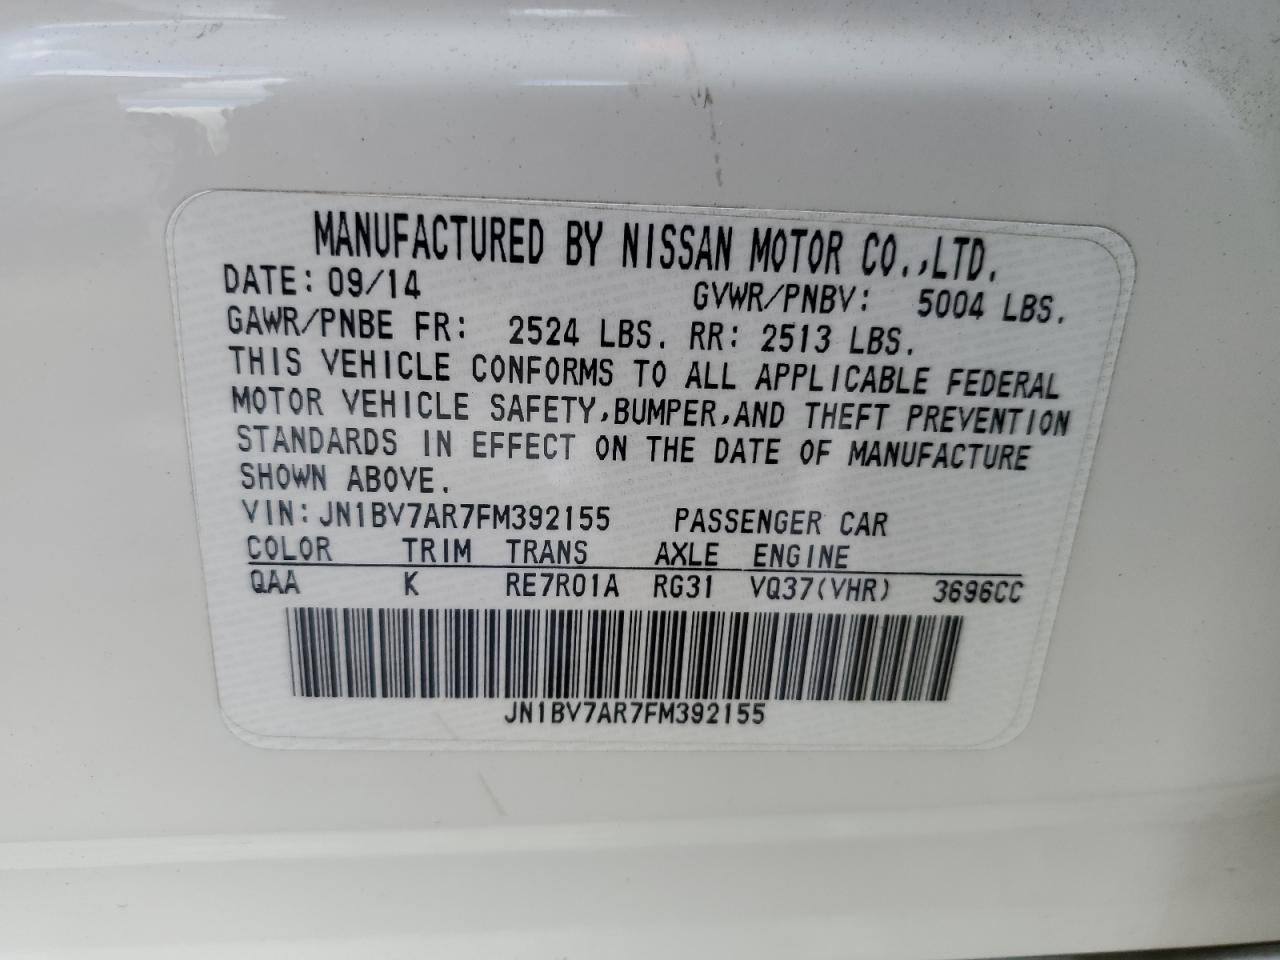 MANUFACTURED BY NISSAN MOTOR CO.,LTD.
DATE: 09/14 GVWR/PNBV: 5004 LBS.
GAWR/PNBE FR: 2524 LBS. RR: 2513 LBS.
THIS VEHICLE CONFORMS TO ALL APPLICABLE FEDERAL
MOTOR VEHICLE SAFETY,BUMPER,AND THEFT PREVENTION
STANDARDS IN EFFECT ON THE DATE OF MANUFACTURE
SHOWN ABOVE.
VIN:JN1BV7AR7FM392155 PASSENGER CAR
COLOR TRIM TRANS AXLE ENGINE
QAA K RE7R01A RG31 VQ37(VHR) 3696CC
JN1BV7AR7FM392155